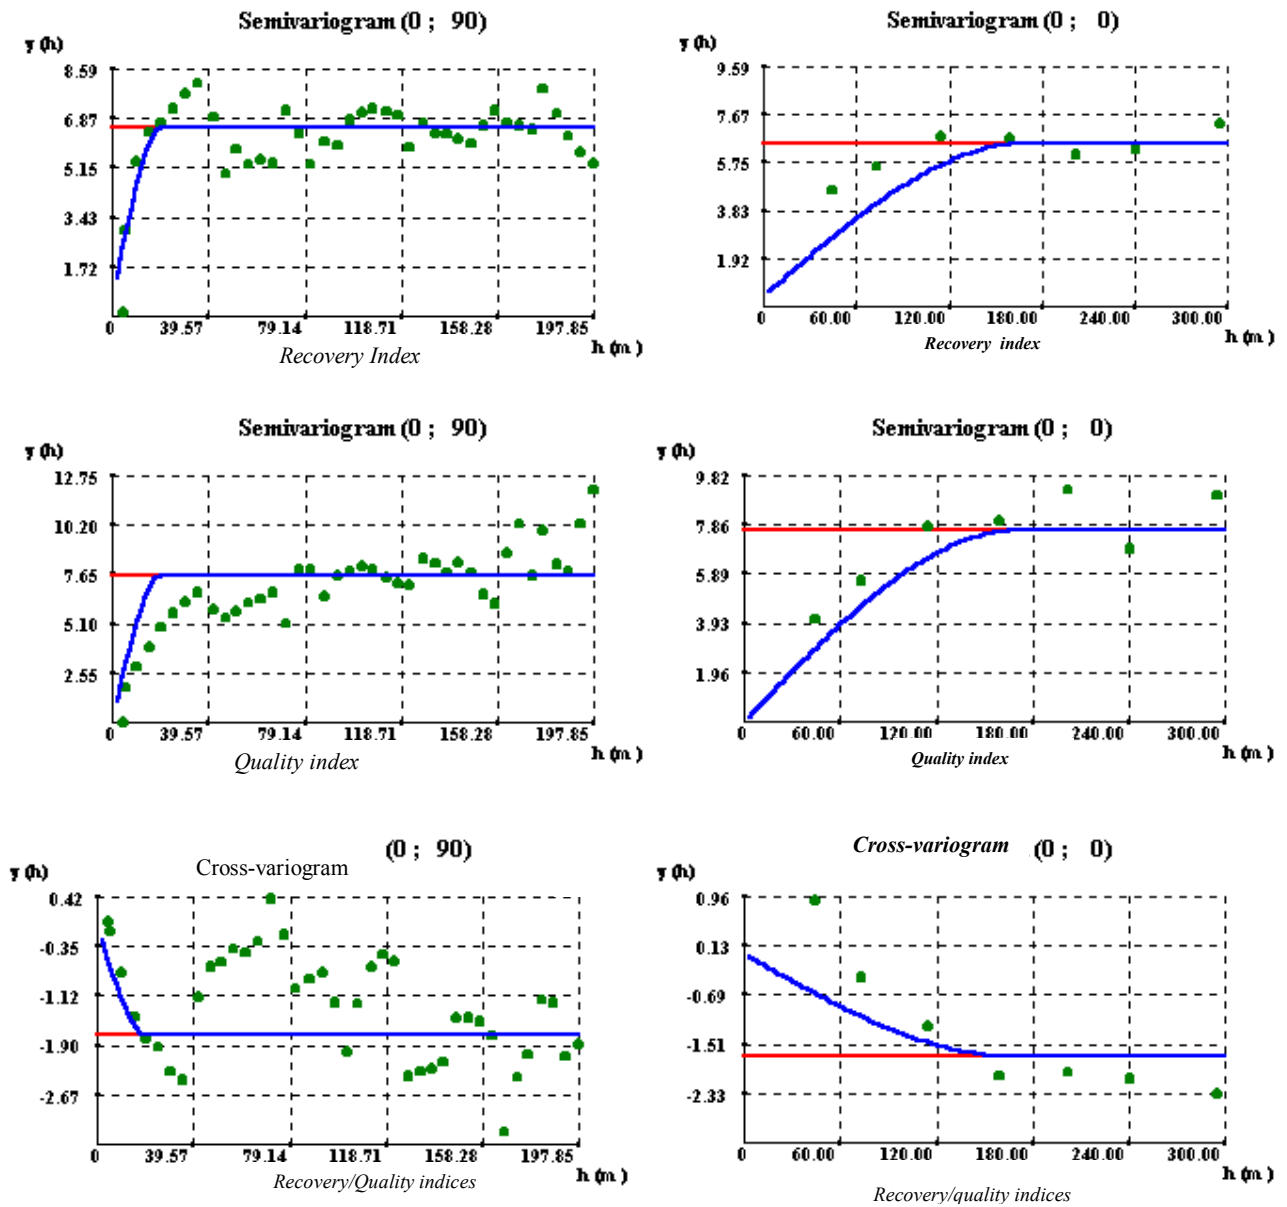 Semivariogram (0 ; 90)
γ (h)
8.59
6.87
5.15
3.43
1.72
0 39.57 79.14 118.71 158.28 197.85
h (m)
Recovery Index
Semivariogram (0 ; 0)
γ (h)
9.59
7.67
5.75
3.83
1.92
0 60.00 120.00 180.00 240.00 300.00
h (m)
Recovery index
Semivariogram (0 ; 90)
γ (h)
12.75
10.20
7.65
5.10
2.55
0 39.57 79.14 118.71 158.28 197.85
h (m)
Quality index
Semivariogram (0 ; 0)
γ (h)
9.82
7.86
5.89
3.93
1.96
0 60.00 120.00 180.00 240.00 300.00
h (m)
Quality index
Cross-variogram (0 ; 90)
γ (h)
0.42
-0.35
-1.12
-1.90
-2.67
0 39.57 79.14 118.71 158.28 197.85
h (m)
Recovery/Quality indices
Cross-variogram (0 ; 0)
γ (h)
0.96
0.13
-0.69
-1.51
-2.33
0 60.00 120.00 180.00 240.00 300.00
h (m)
Recovery/quality indices